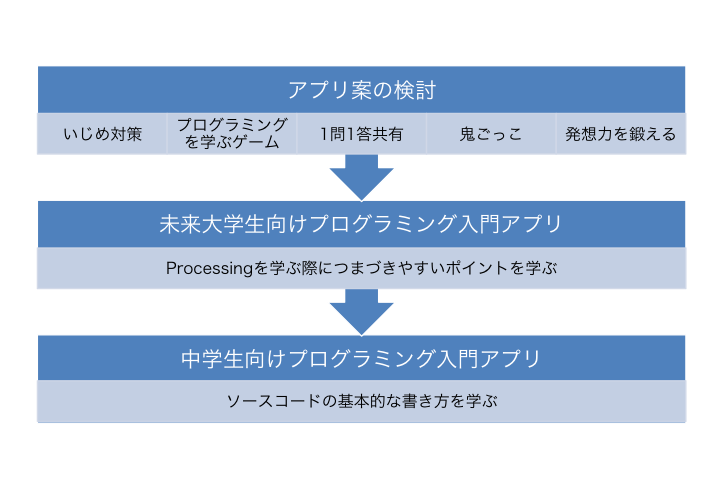 アプリ案の検討
いじめ対策
プログラミング
を学ぶゲーム
1問1答共有
鬼ごっこ
発想力を鍛える
未来大学生向けプログラミング入門アプリ
Processingを学ぶ際につまづきやすいポイントを学ぶ
中学生向けプログラミング入門アプリ
ソースコードの基本的な書き方を学ぶ